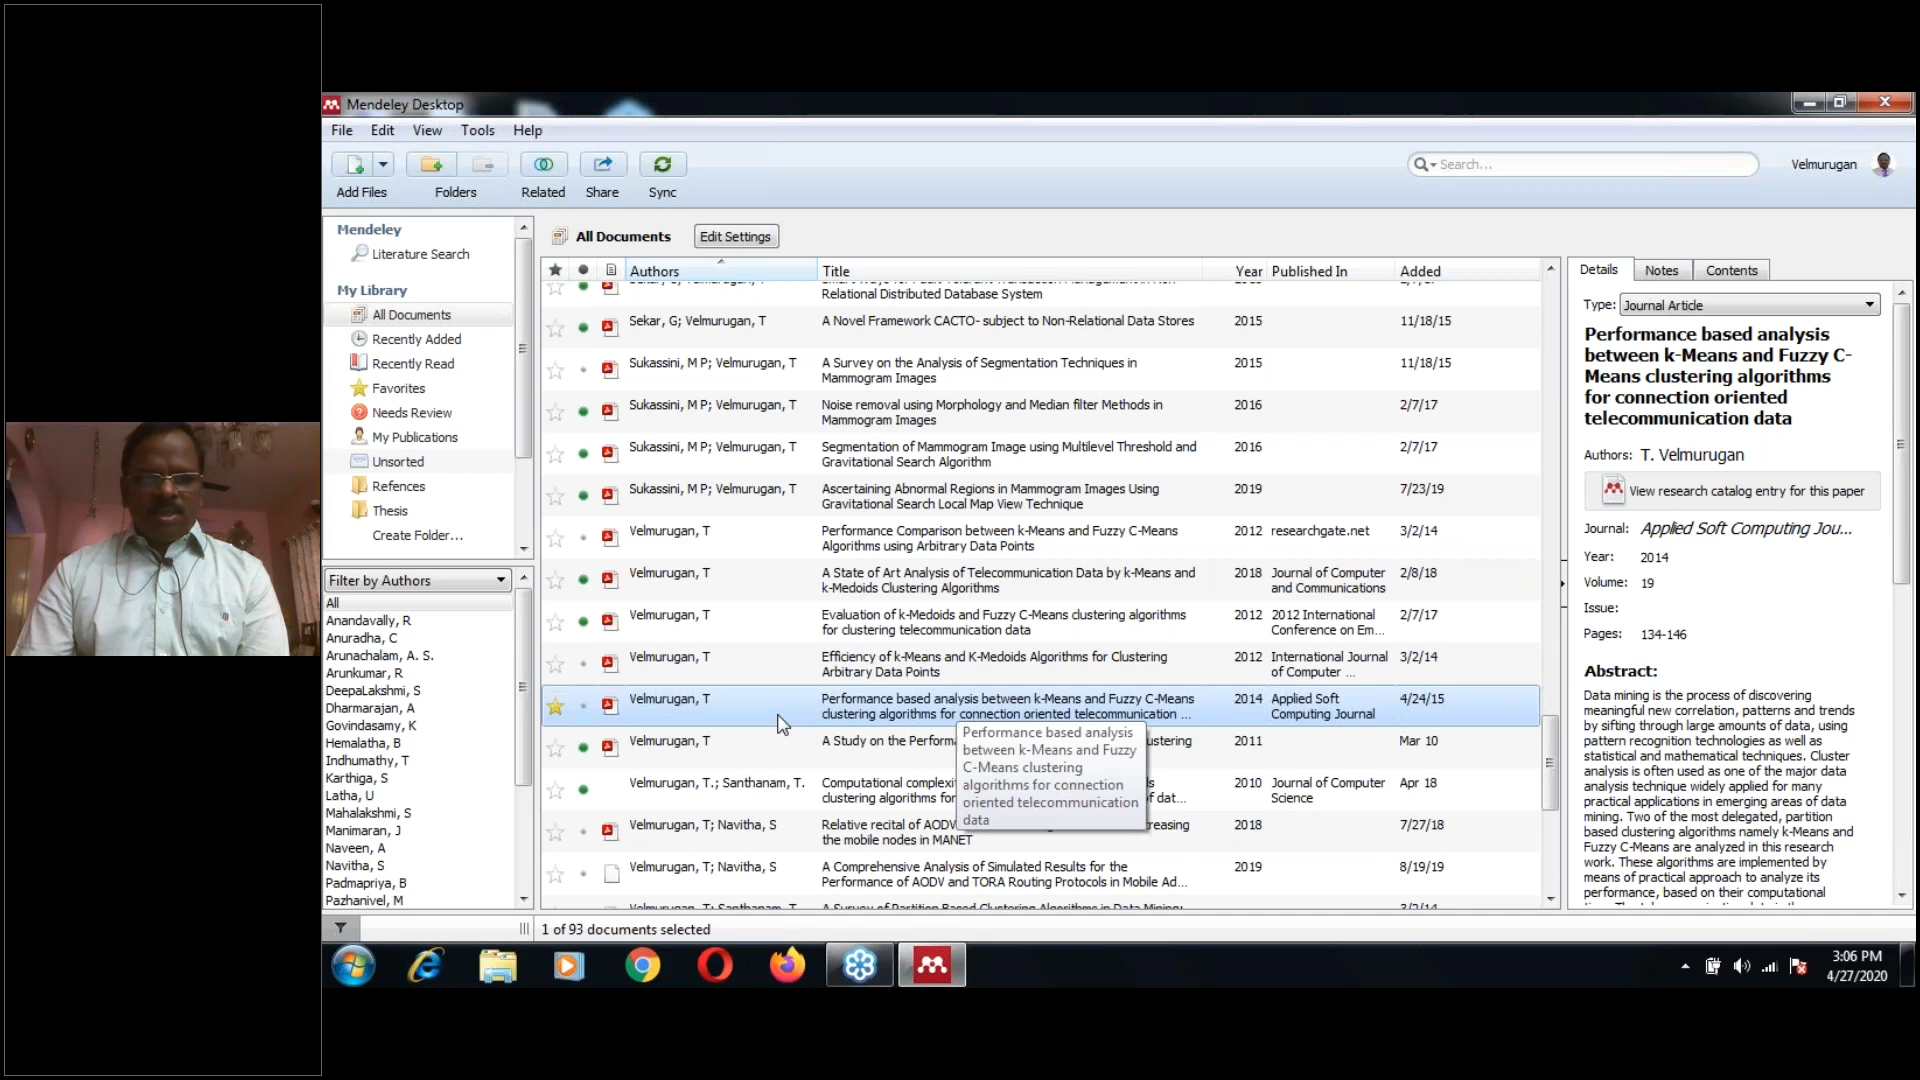 Mendeley Desktop
File Edit View Tools Help
Search...
Velmurugan
Add Files Folders Related Share Sync
Mendeley
Literature Search
My Library
All Documents
Recently Added
Recently Read
Favorites
Needs Review
My Publications
Unsorted
Refences
Thesis
Create Folder...
Filter by Authors
All
Anandavally, R
Anuradha, C
Arunachalam, A. S.
Arunkumar, R
DeepaLakshmi, S
Dharmarajan, A
Govindasamy, K
Hemalatha, B
Indhumathy, T
Karthiga, S
Latha, U
Mahalakshmi, S
Manimaran, J
Naveen, A
Navitha, S
Padmapriya, B
Pazhanivel, M
All Documents Edit Settings
Authors Title Year Published In Added
Relational Distributed Database System
Sekar, G; Velmurugan, T A Novel Framework CACTO- subject to Non-Relational Data Stores 2015 11/18/15
Sukassini, M P; Velmurugan, T A Survey on the Analysis of Segmentation Techniques in 2015 11/18/15
Mammogram Images
Sukassini, M P; Velmurugan, T Noise removal using Morphology and Median filter Methods in 2016 2/7/17
Mammogram Images
Sukassini, M P; Velmurugan, T Segmentation of Mammogram Image using Multilevel Threshold and 2016 2/7/17
Gravitational Search Algorithm
Sukassini, M P; Velmurugan, T Ascertaining Abnormal Regions in Mammogram Images Using 2019 7/23/19
Gravitational Search Local Map View Technique
Velmurugan, T Performance Comparison between k-Means and Fuzzy C-Means 2012 researchgate.net 3/2/14
Algorithms using Arbitrary Data Points
Velmurugan, T A State of Art Analysis of Telecommunication Data by k-Means and 2018 Journal of Computer 2/8/18
k-Medoids Clustering Algorithms and Communications
Velmurugan, T Evaluation of k-Medoids and Fuzzy C-Means clustering algorithms 2012 2012 International 2/7/17
for clustering telecommunication data Conference on Em...
Velmurugan, T Efficiency of k-Means and K-Medoids Algorithms for Clustering 2012 International Journal 3/2/14
Arbitrary Data Points of Computer ...
Velmurugan, T Performance based analysis between k-Means and Fuzzy C-Means 2014 Applied Soft 4/24/15
clustering algorithms for connection oriented telecommunication ... Computing Journal
Velmurugan, T A Study on the Perform ustering 2011 Mar 10
Velmurugan, T.; Santhanam, T. Computational complexi s 2010 Journal of Computer Apr 18
clustering algorithms for f dat... Science
Velmurugan, T; Navitha, S Relative recital of AODV reasing 2018 7/27/18
the mobile nodes in MANET
Velmurugan, T; Navitha, S A Comprehensive Analysis of Simulated Results for the 2019 8/19/19
Performance of AODV and TORA Routing Protocols in Mobile Ad...
Velmurugan, T; Santhanam, T A Survey of Partition Based Clustering Algorithms in Data Mining: 3/2/14
Performance based analysis
between k-Means and Fuzzy
C-Means clustering
algorithms for connection
oriented telecommunication
data
1 of 93 documents selected
Details Notes Contents
Type: Journal Article
Performance based analysis
between k-Means and Fuzzy C-
Means clustering algorithms
for connection oriented
telecommunication data
Authors: T. Velmurugan
View research catalog entry for this paper
Journal: Applied Soft Computing Jou...
Year: 2014
Volume: 19
Issue:
Pages: 134-146
Abstract:
Data mining is the process of discovering
meaningful new correlation, patterns and trends
by sifting through large amounts of data, using
pattern recognition technologies as well as
statistical and mathematical techniques. Cluster
analysis is often used as one of the major data
analysis technique widely applied for many
practical applications in emerging areas of data
mining. Two of the most delegated, partition
based clustering algorithms namely k-Means and
Fuzzy C-Means are analyzed in this research
work. These algorithms are implemented by
means of practical approach to analyze its
performance, based on their computational
3:06 PM
4/27/2020